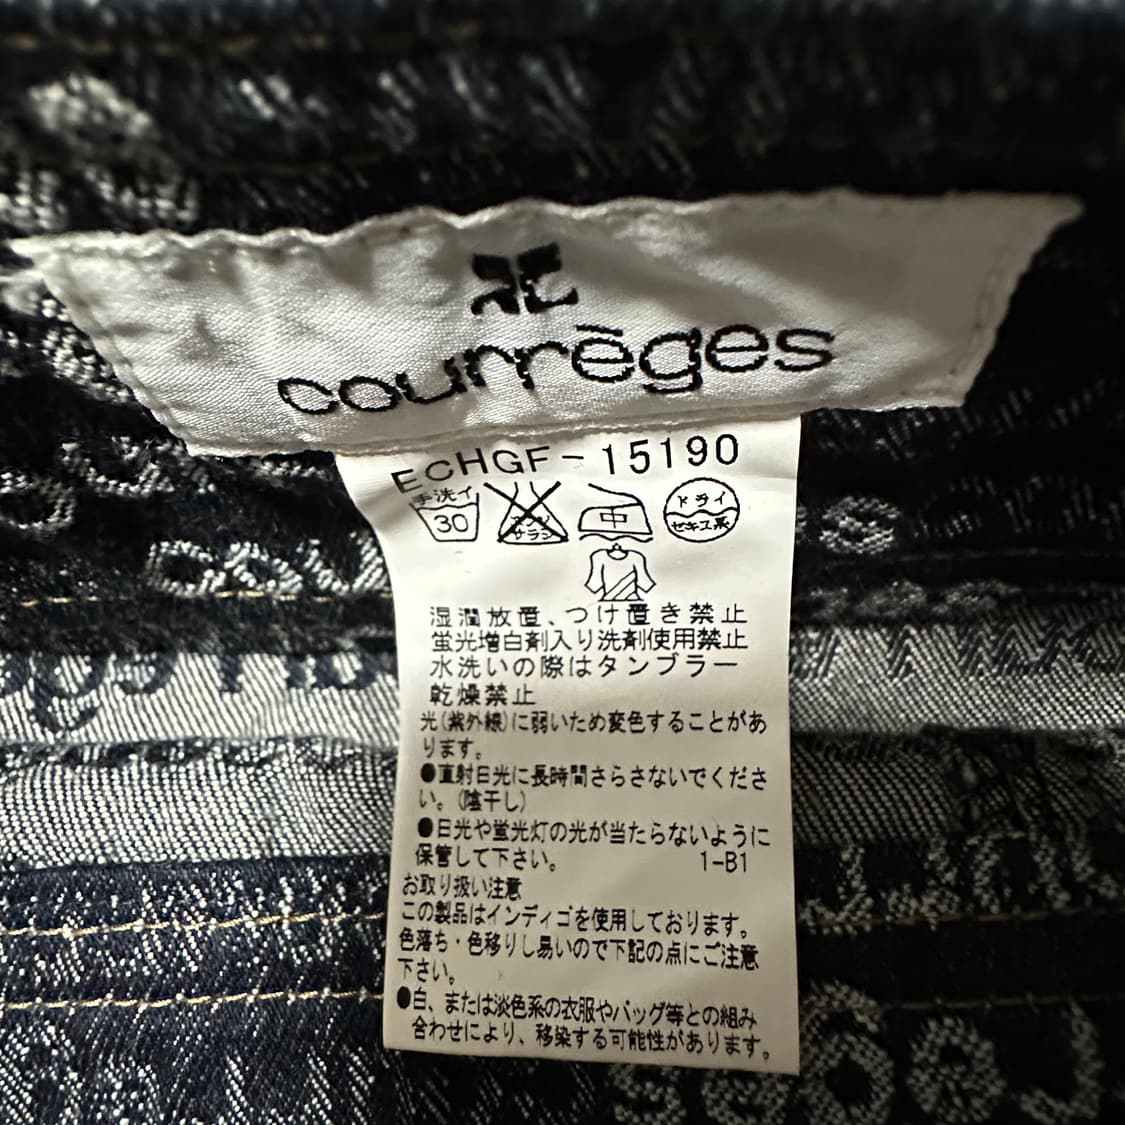 courrēges
ECHGF-15190
手洗イ
30
エンソ
サラシ
中
ドライ
セキユ系
湿潤放置、つけ置き禁止
蛍光増白剤入り洗剤使用禁止
水洗いの際はタンブラー
乾燥禁止
光(紫外線)に弱いため変色することがあ
ります。
●直射日光に長時間さらさないでくださ
い。(陰干し)
●日光や蛍光灯の光が当たらないように
保管して下さい。 1-B1
お取り扱い注意
この製品はインディゴを使用しております。
色落ち・色移りし易いので下記の点にご注意
下さい。
●白、または淡色系の衣服やバッグ等との組み
合わせにより、移染する可能性があります。